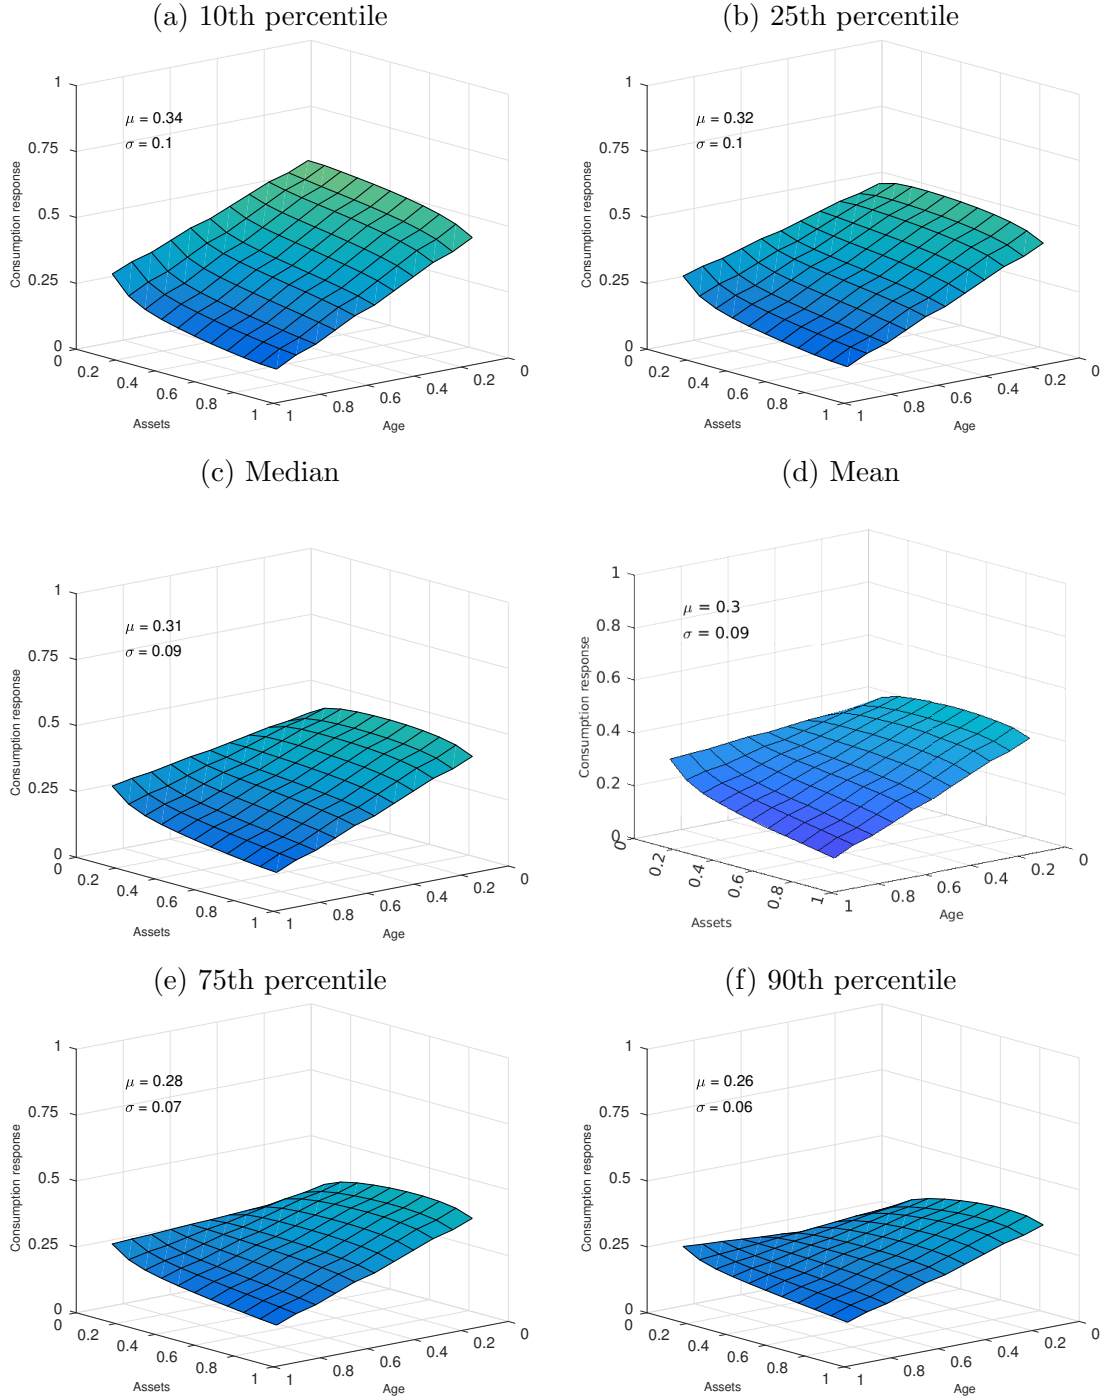 (a) 10th percentile
1
0.75
0.5
0.25
0
Consumption response
μ = 0.34
σ = 0.1
0
0.2
0.4
0.6
0.8
1
Assets
1
0.8
0.6
0.4
0.2
0
Age
(b) 25th percentile
1
0.75
0.5
0.25
0
Consumption response
μ = 0.32
σ = 0.1
0
0.2
0.4
0.6
0.8
1
Assets
1
0.8
0.6
0.4
0.2
0
Age
(c) Median
1
0.75
0.5
0.25
0
Consumption response
μ = 0.31
σ = 0.09
0
0.2
0.4
0.6
0.8
1
Assets
1
0.8
0.6
0.4
0.2
0
Age
(d) Mean
1
0.8
0.6
0.4
0.2
0
Consumption response
μ = 0.3
σ = 0.09
0
0.2
0.4
0.6
0.8
1
Assets
1
0.8
0.6
0.4
0.2
0
Age
(e) 75th percentile
1
0.75
0.5
0.25
0
Consumption response
μ = 0.28
σ = 0.07
0
0.2
0.4
0.6
0.8
1
Assets
1
0.8
0.6
0.4
0.2
0
Age
(f) 90th percentile
1
0.75
0.5
0.25
0
Consumption response
μ = 0.26
σ = 0.06
0
0.2
0.4
0.6
0.8
1
Assets
1
0.8
0.6
0.4
0.2
0
Age